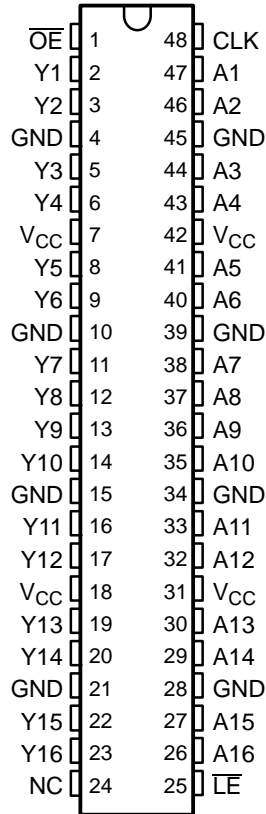 O̅E̅ 1 48 CLK
Y1 2 47 A1
Y2 3 46 A2
GND 4 45 GND
Y3 5 44 A3
Y4 6 43 A4
VCC 7 42 VCC
Y5 8 41 A5
Y6 9 40 A6
GND 10 39 GND
Y7 11 38 A7
Y8 12 37 A8
Y9 13 36 A9
Y10 14 35 A10
GND 15 34 GND
Y11 16 33 A11
Y12 17 32 A12
VCC 18 31 VCC
Y13 19 30 A13
Y14 20 29 A14
GND 21 28 GND
Y15 22 27 A15
Y16 23 26 A16
NC 24 25 L̅E̅